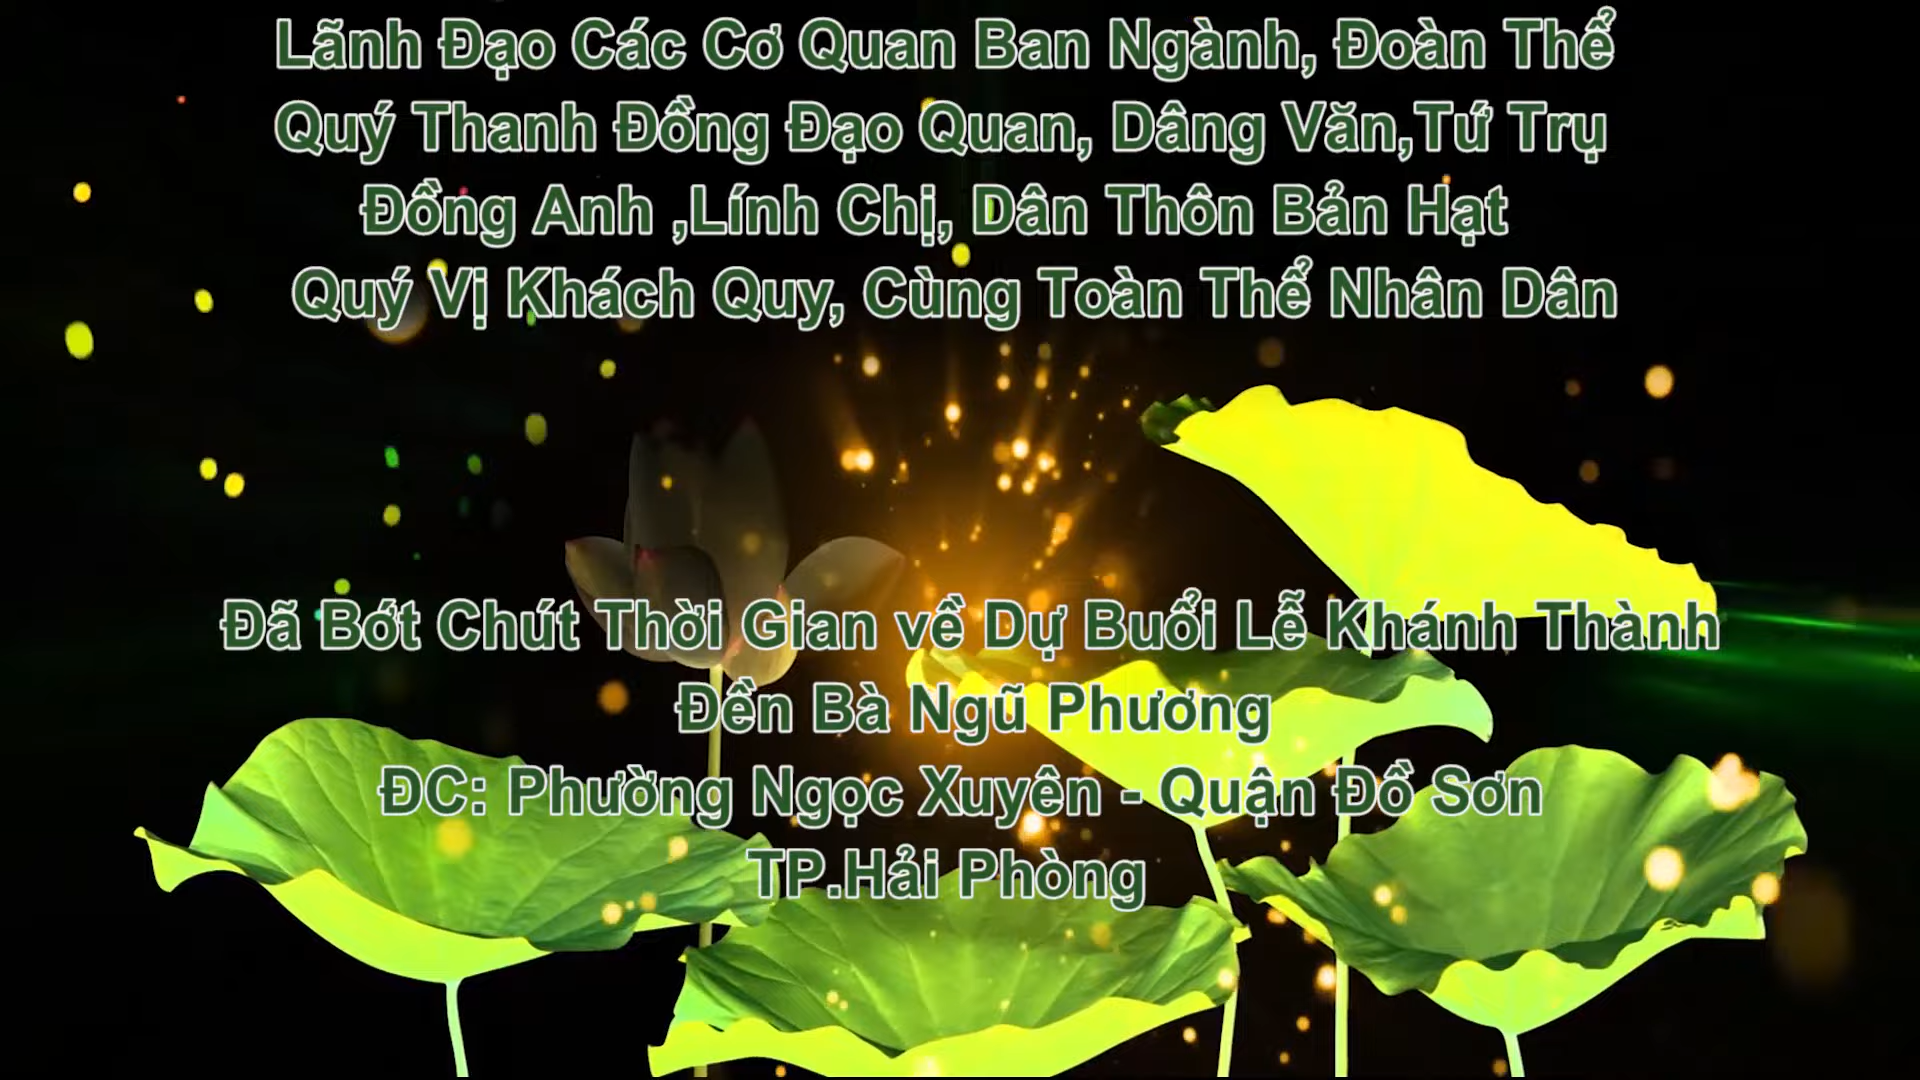 Lãnh Đạo Các Cơ Quan Ban Ngành, Đoàn Thể
Quý Thanh Đồng Đạo Quan, Dâng Văn,Tứ Trụ
Đồng Anh ,Lính Chị, Dân Thôn Bản Hạt
Quý Vị Khách Quy, Cùng Toàn Thể Nhân Dân
Đã Bớt Chút Thời Gian về Dự Buổi Lễ Khánh Thành
Đền Bà Ngũ Phương
ĐC: Phường Ngọc Xuyên - Quận Đồ Sơn
TP.Hải Phòng